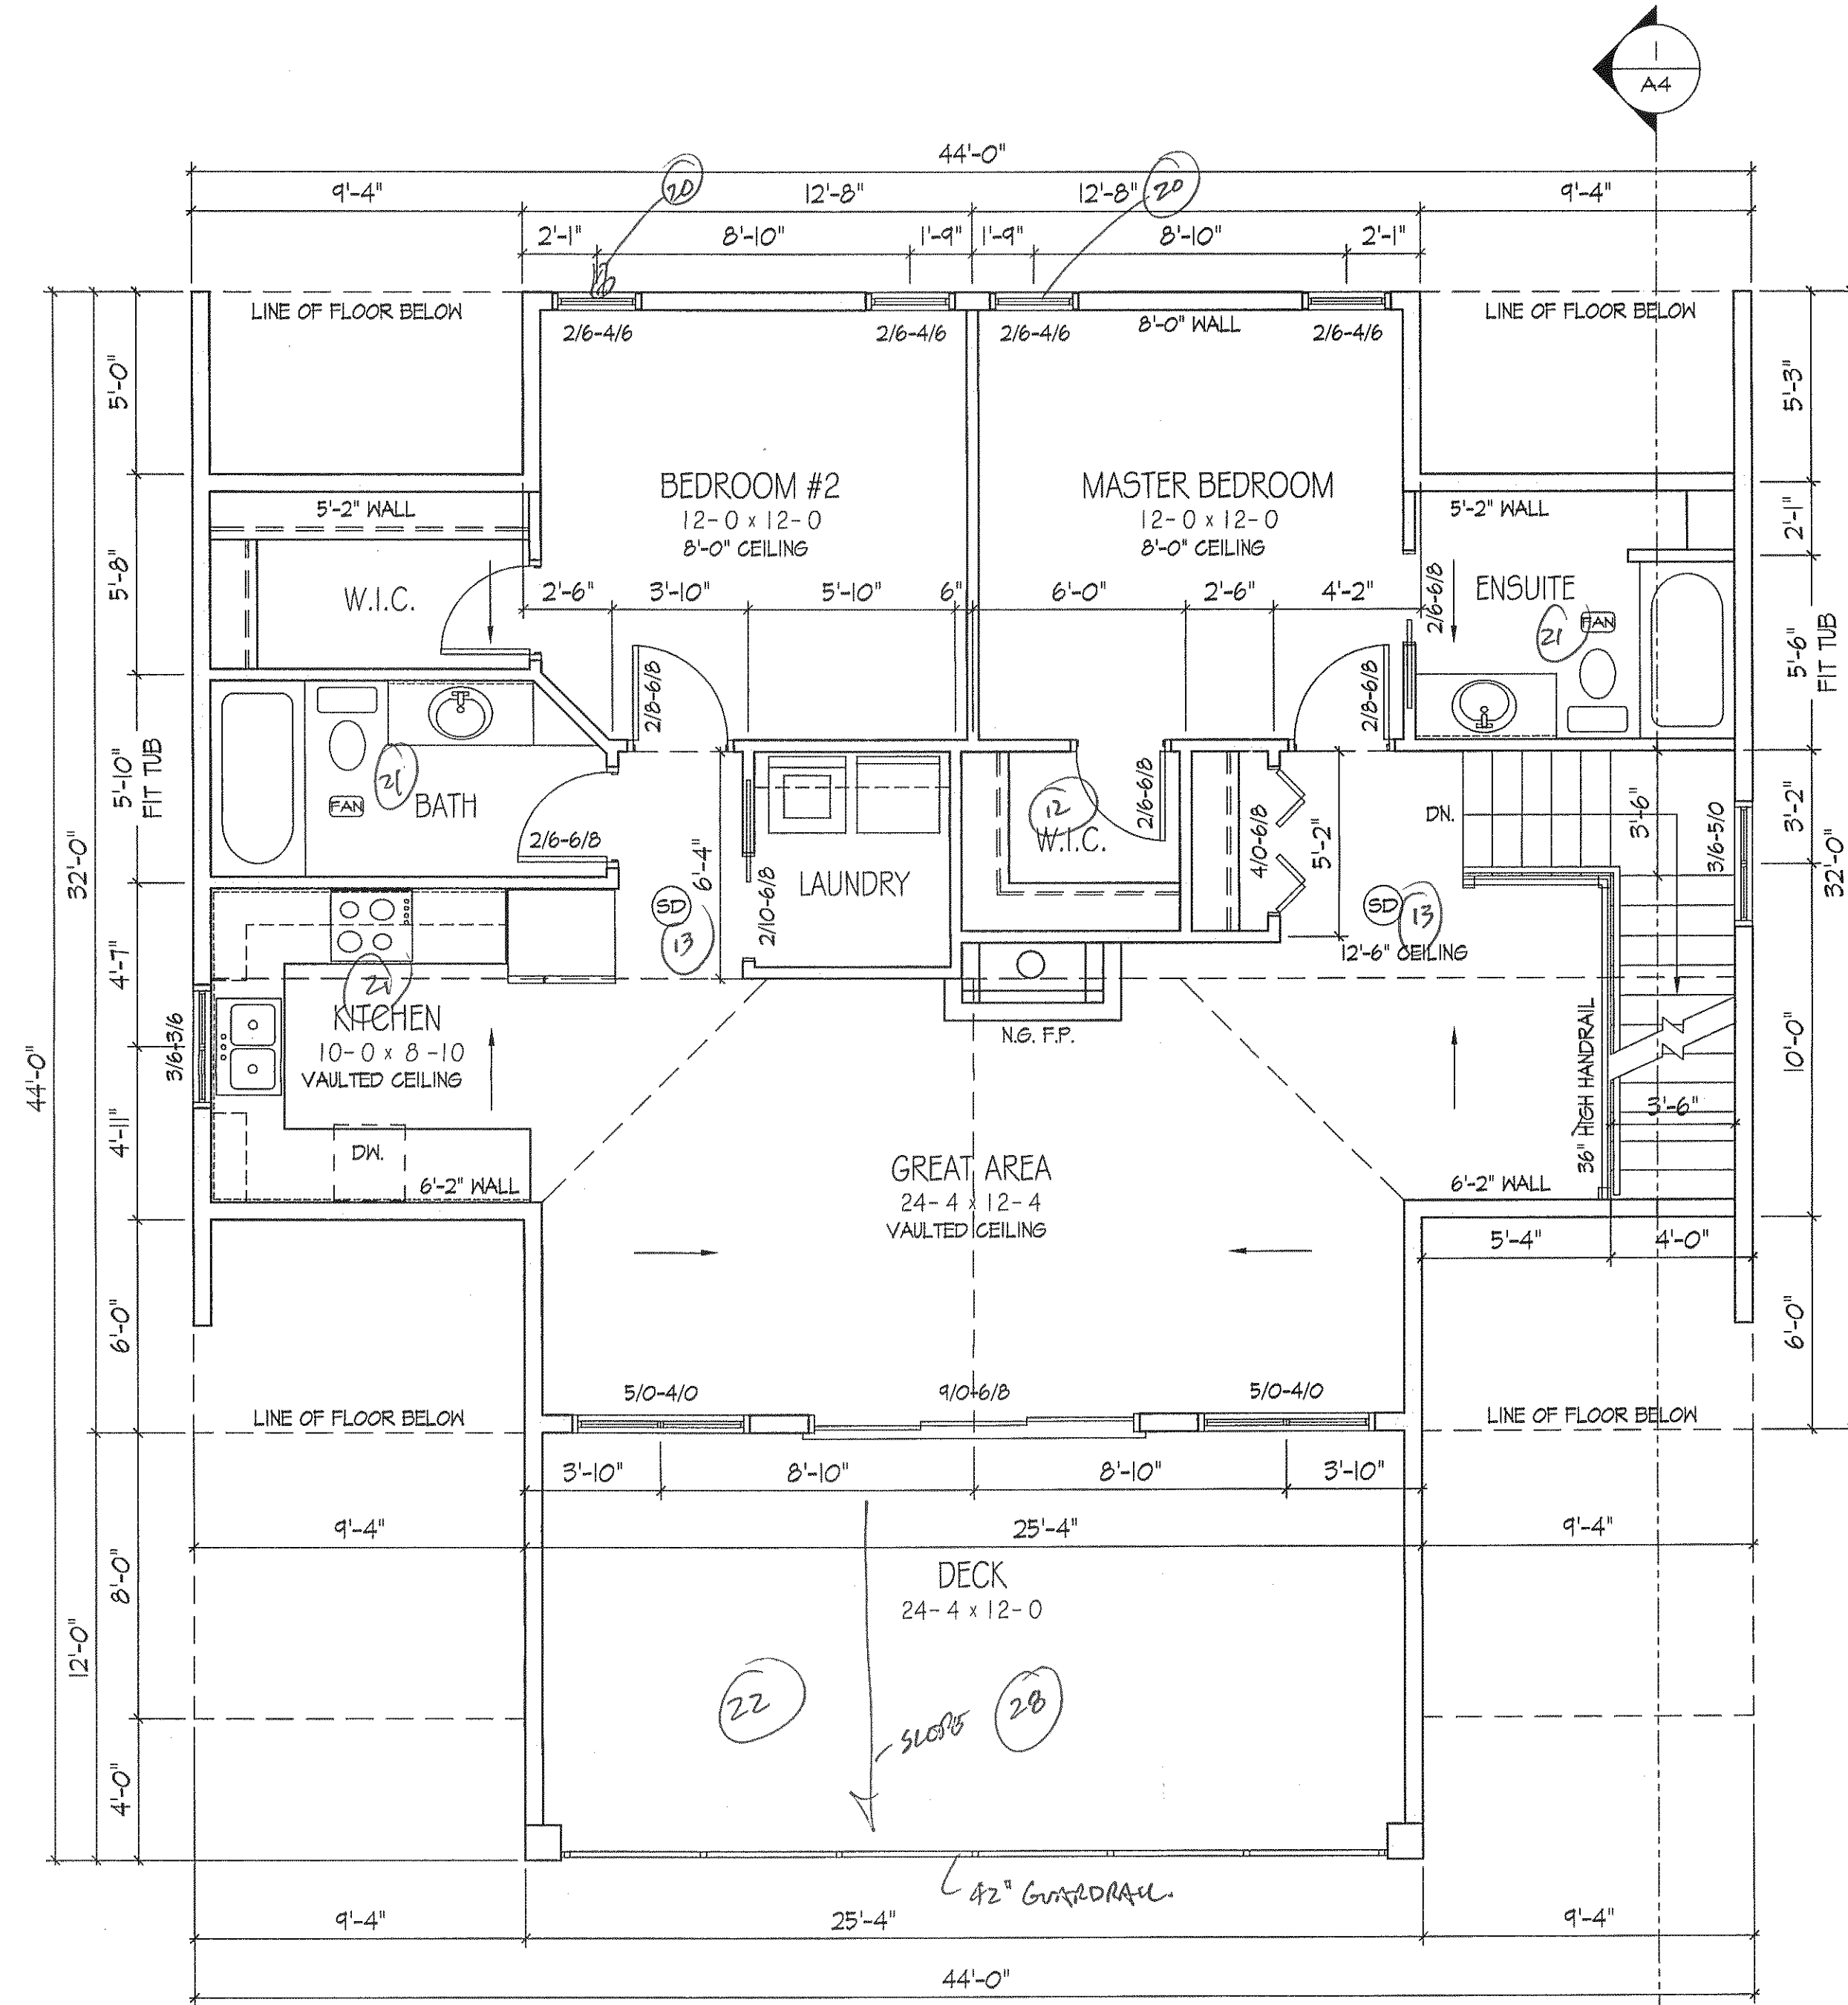 A4
44'-0"
9'-4" 12'-8" 12'-8" 9'-4"
20 20
2'-1" 8'-10" 1'-9" 1'-9" 8'-10" 2'-1"
LINE OF FLOOR BELOW
LINE OF FLOOR BELOW
2/6-4/6 2/6-4/6 2/6-4/6 8'-0" WALL 2/6-4/6
5'-0"
5'-3"
BEDROOM #2
12-0 x 12-0
8'-0" CEILING
MASTER BEDROOM
12-0 x 12-0
8'-0" CEILING
5'-2" WALL
5'-2" WALL
2'-1"
5'-8"
W.I.C.
ENSUITE
21
FAN
2/6-6/8
2'-6" 3'-10" 5'-10" 6" 6'-0" 2'-6" 4'-2"
5'-6"
FIT TUB
2/8-6/8
2/8-6/8
5'-10"
FIT TUB
21
FAN
BATH
2/6-6/8
6'-4"
LAUNDRY
2/10-6/8
12
W.I.C.
2/6-6/8
4/0-6/8
5'-2"
DN.
3'-6"
3/6-5/0
3'-2"
32'-0"
32'-0"
44'-0"
SD
13
SD
13
12'-6" CEILING
4'-7"
21
KITCHEN
10-0 x 8-10
VAULTED CEILING
3/6-3/6
N.G. F.P.
36" HIGH HANDRAIL
3'-6"
10'-0"
4'-11"
DW.
6'-2" WALL
GREAT AREA
24-4 x 12-4
VAULTED CEILING
6'-2" WALL
5'-4" 4'-0"
6'-0"
6'-0"
5/0-4/0 9/0-6/8 5/0-4/0
LINE OF FLOOR BELOW
LINE OF FLOOR BELOW
3'-10" 8'-10" 8'-10" 3'-10"
9'-4" 25'-4" 9'-4"
8'-0"
12'-0"
DECK
24-4 x 12-0
22
SLOPE
28
4'-0"
42" GUARDRAIL.
9'-4" 25'-4" 9'-4"
44'-0"